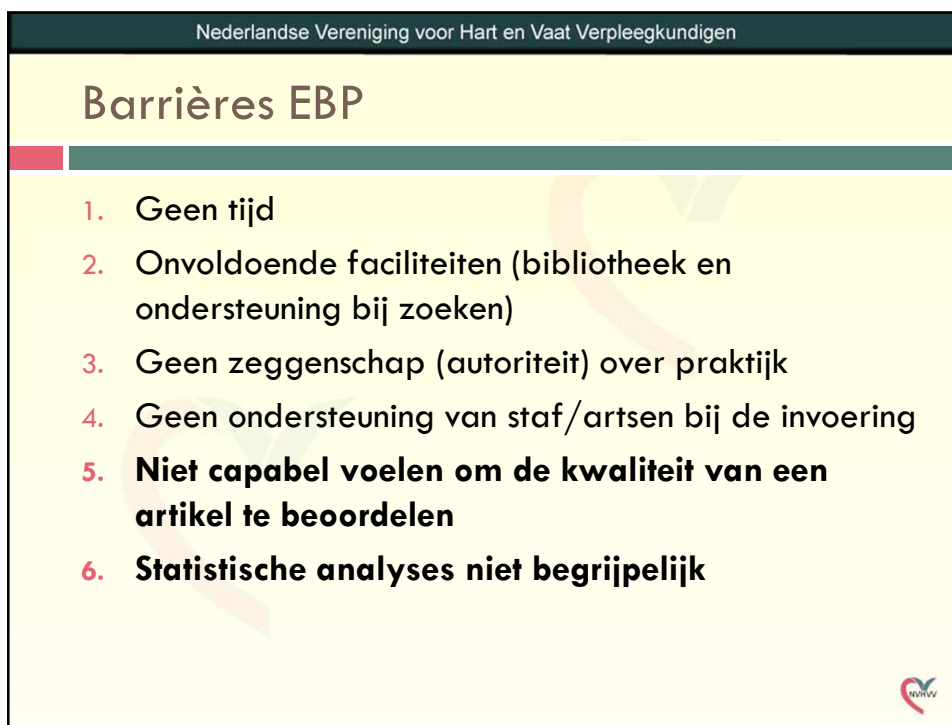 Nederlandse Vereniging voor Hart en Vaat Verpleegkundigen
Barrières EBP
1. Geen tijd
2. Onvoldoende faciliteiten (bibliotheek en
ondersteuning bij zoeken)
3. Geen zeggenschap (autoriteit) over praktijk
4. Geen ondersteuning van staf/artsen bij de invoering
5. Niet capabel voelen om de kwaliteit van een
artikel te beoordelen
6. Statistische analyses niet begrijpelijk
NVHVV